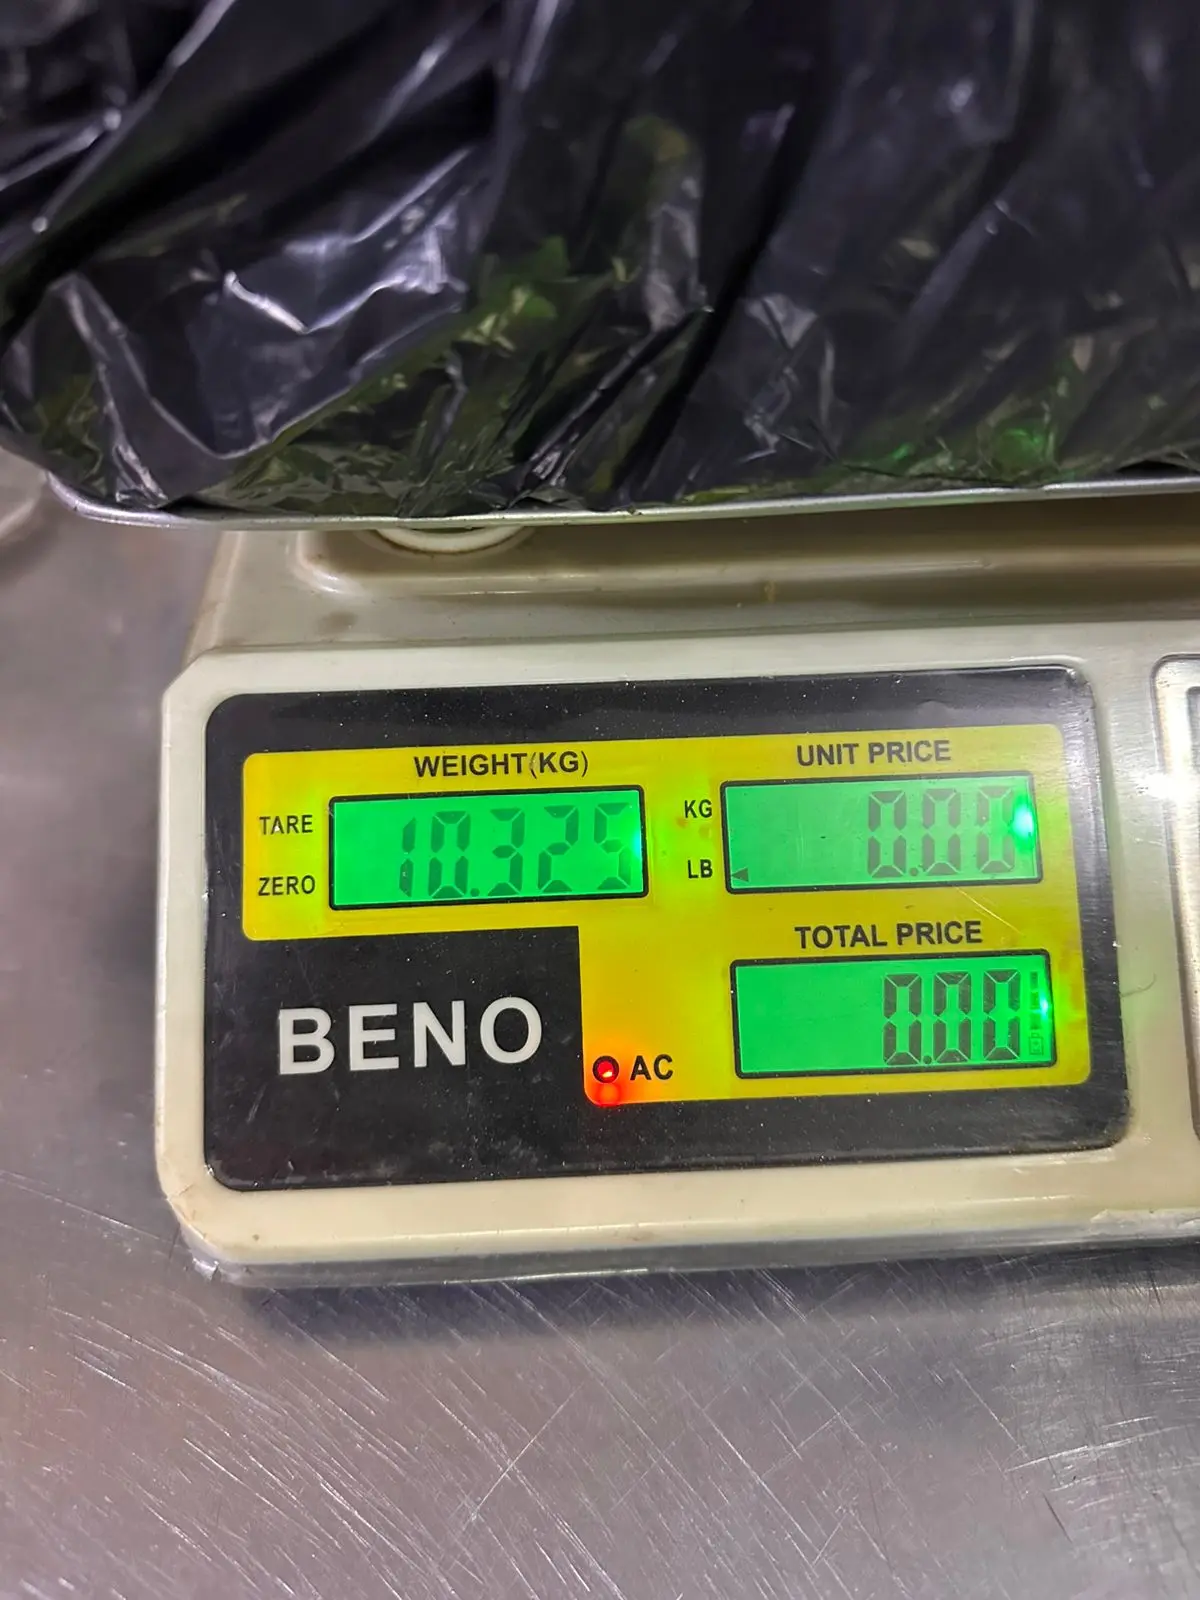 WEIGHT(KG)
UNIT PRICE
TARE
ZERO
10.325
KG
LB
0.00
TOTAL PRICE
0.00
BENO
AC